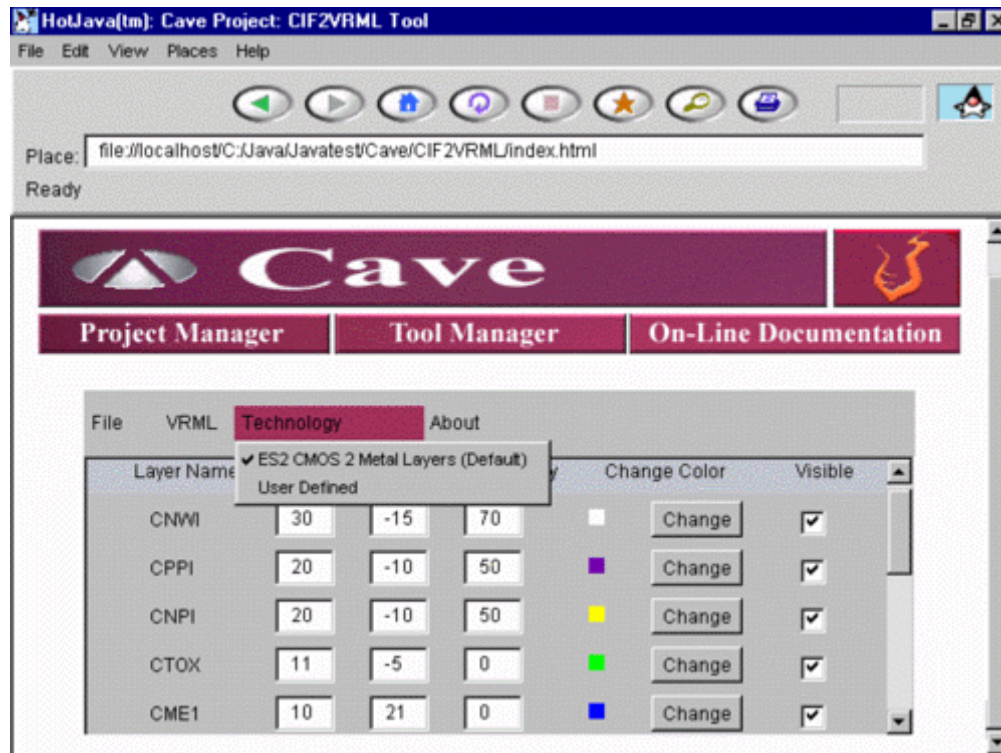 HotJava(tm): Cave Project: CIF2VRML Tool
File Edit View Places Help
Place: file://localhost/C:/Java/Javatest/Cave/CIF2VRML/index.html
Ready
Cave
Project Manager Tool Manager On-Line Documentation
File VRML Technology About
✔ ES2 CMOS 2 Metal Layers (Default)
User Defined
Layer Name Change Color Visible
CNWI 30 -15 70 Change
CPPI 20 -10 50 Change
CNPI 20 -10 50 Change
CTOX 11 -5 0 Change
CME1 10 21 0 Change